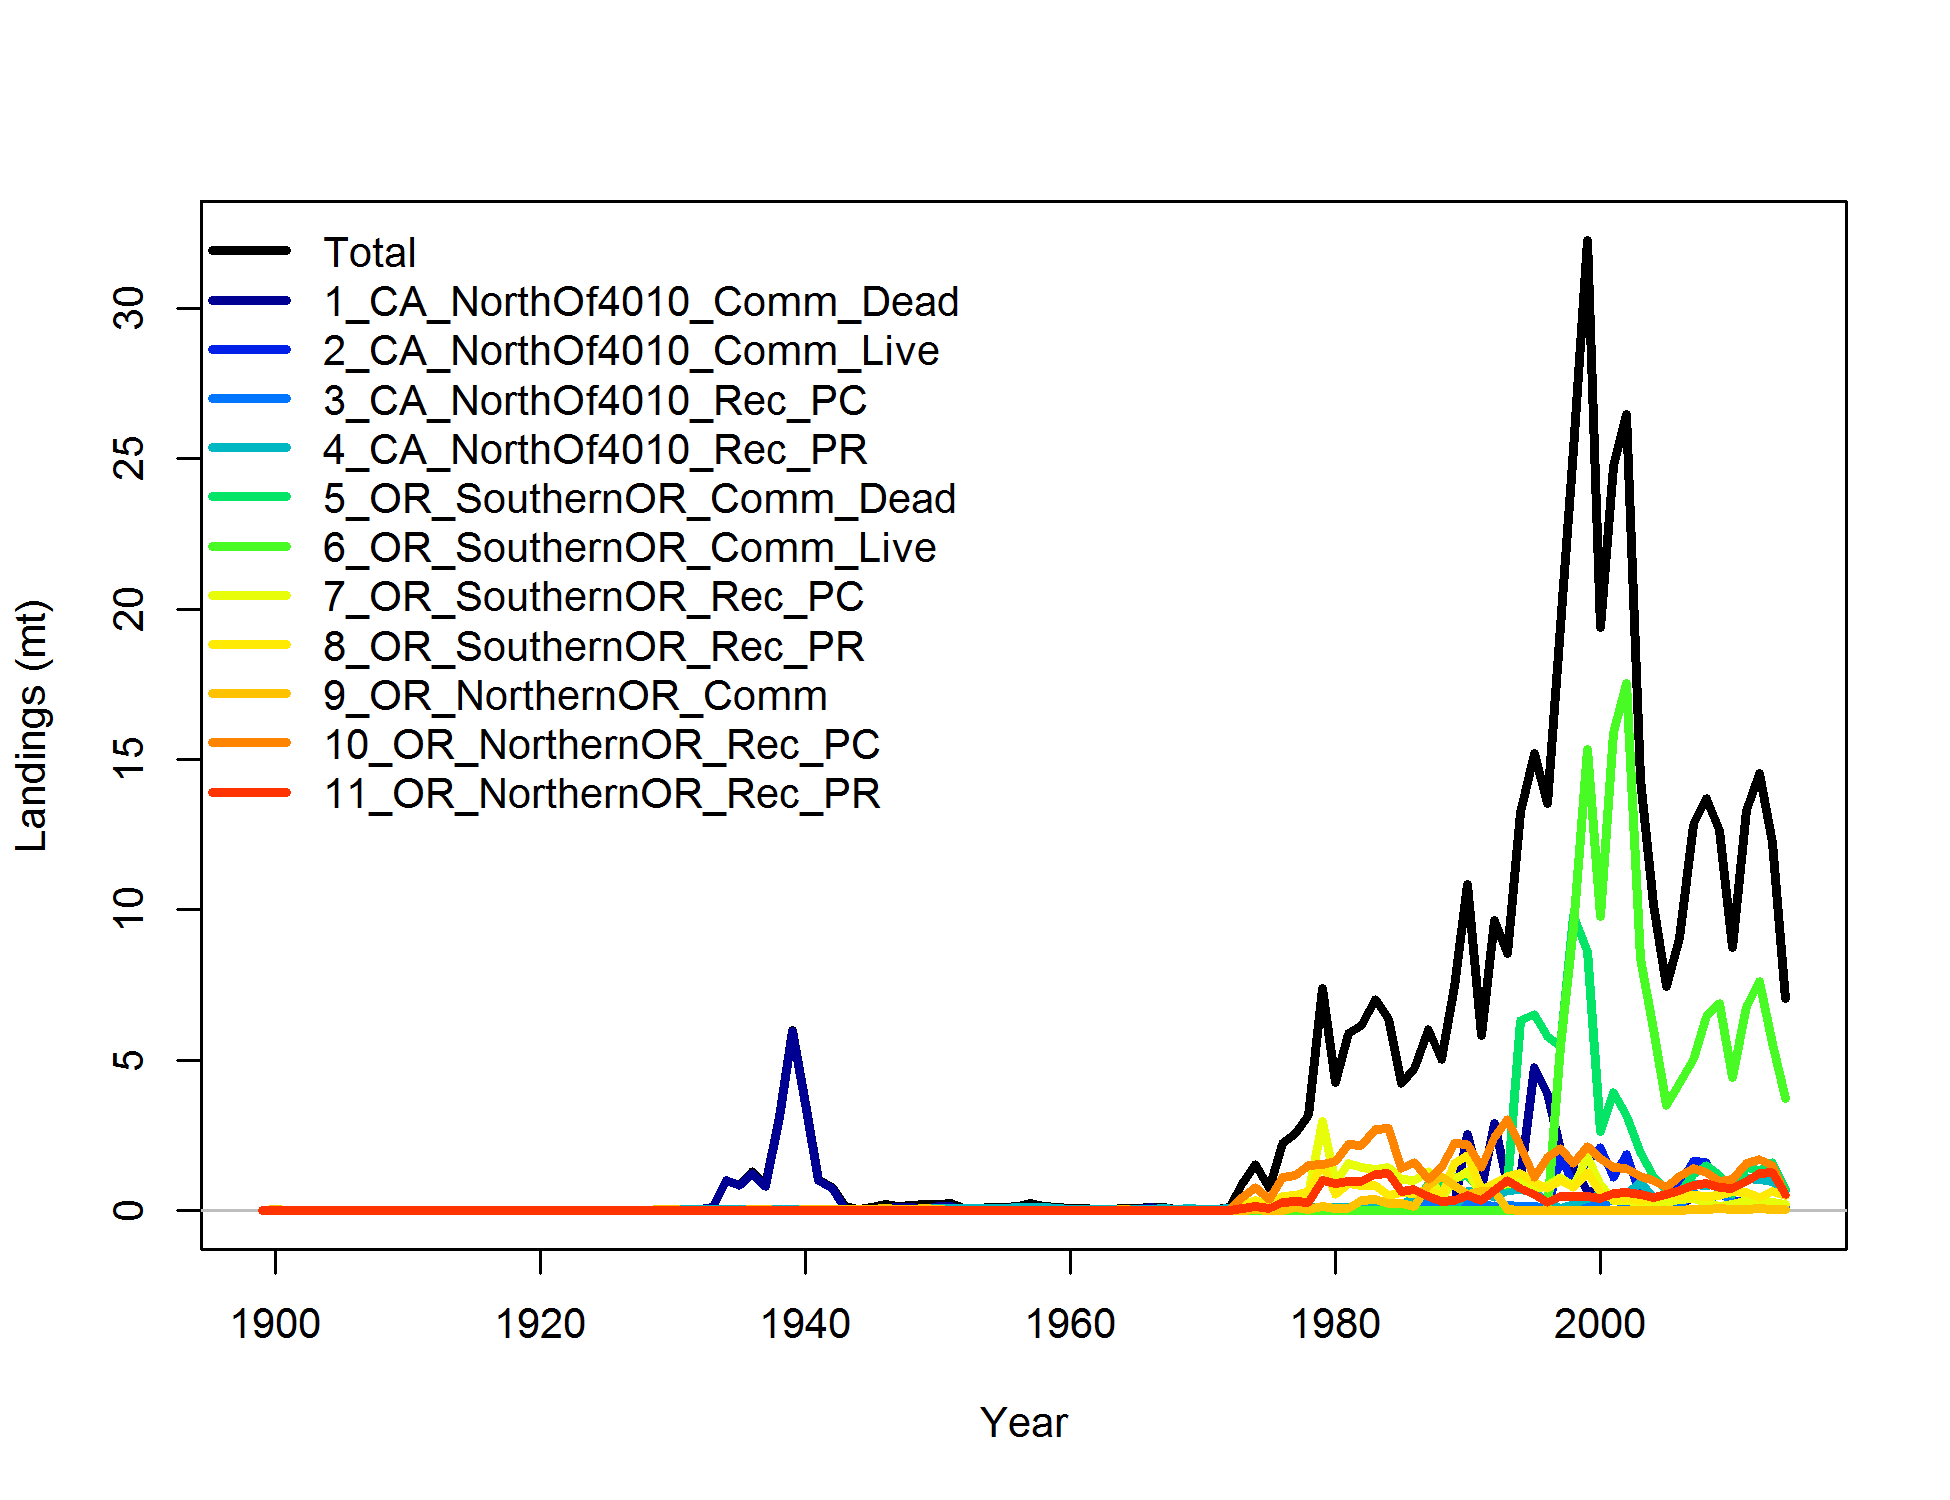 Total
1_CA_NorthOf4010_Comm_Dead
2_CA_NorthOf4010_Comm_Live
3_CA_NorthOf4010_Rec_PC
4_CA_NorthOf4010_Rec_PR
5_OR_SouthernOR_Comm_Dead
6_OR_SouthernOR_Comm_Live
7_OR_SouthernOR_Rec_PC
8_OR_SouthernOR_Rec_PR
9_OR_NorthernOR_Comm
10_OR_NorthernOR_Rec_PC
11_OR_NorthernOR_Rec_PR
30
25
20
15
10
5
0
Landings (mt)
1900 1920 1940 1960 1980 2000
Year